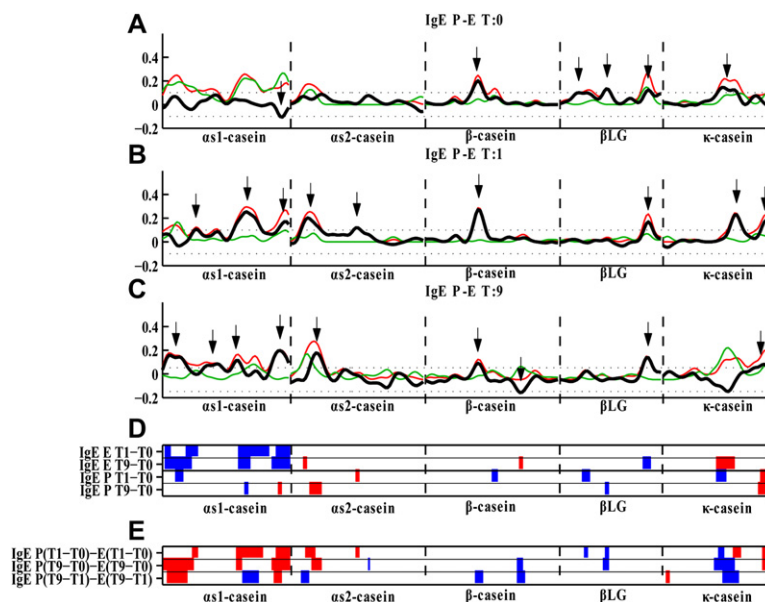 A IgE P-E T:0
0.4
0.2
0
−0.2
αs1-casein αs2-casein β-casein βLG κ-casein
B IgE P-E T:1
0.4
0.2
0
−0.2
αs1-casein αs2-casein β-casein βLG κ-casein
C IgE P-E T:9
0.4
0.2
0
−0.2
αs1-casein αs2-casein β-casein βLG κ-casein
D
IgE E T1−T0
IgE E T9−T0
IgE P T1−T0
IgE P T9−T0
αs1-casein αs2-casein β-casein βLG κ-casein
E
IgE P(T1−T0)−E(T1−T0)
IgE P(T9−T0)−E(T9−T0)
IgE P(T9−T1)−E(T9−T1)
αs1-casein αs2-casein β-casein βLG κ-casein